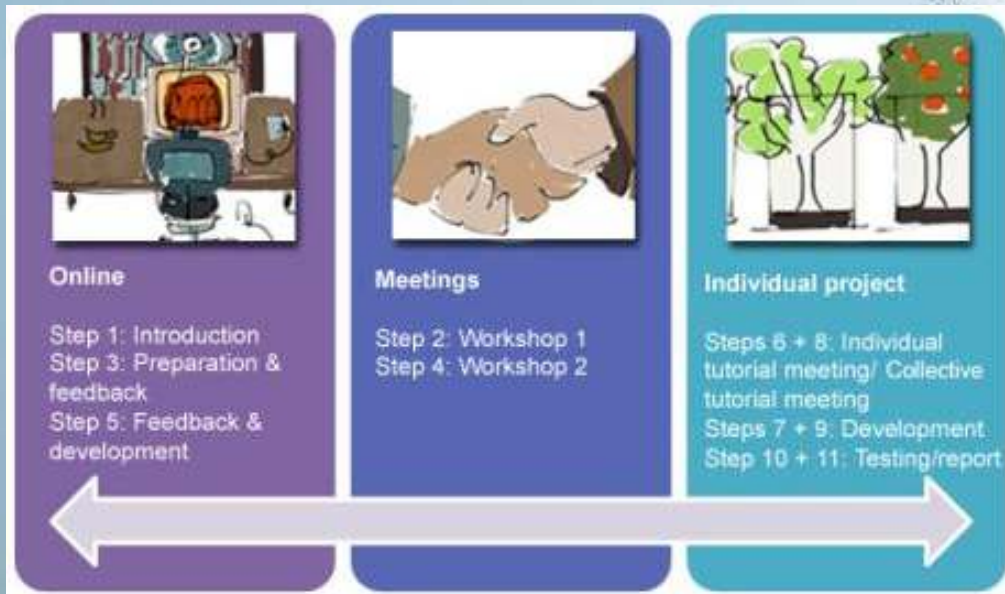 Online
Step 1: Introduction
Step 3: Preparation &
feedback
Step 5: Feedback &
development
Meetings
Step 2: Workshop 1
Step 4: Workshop 2
Individual project
Steps 6 + 8: Individual
tutorial meeting/ Collective
tutorial meeting
Steps 7 + 9: Development
Step 10 + 11: Testing/report